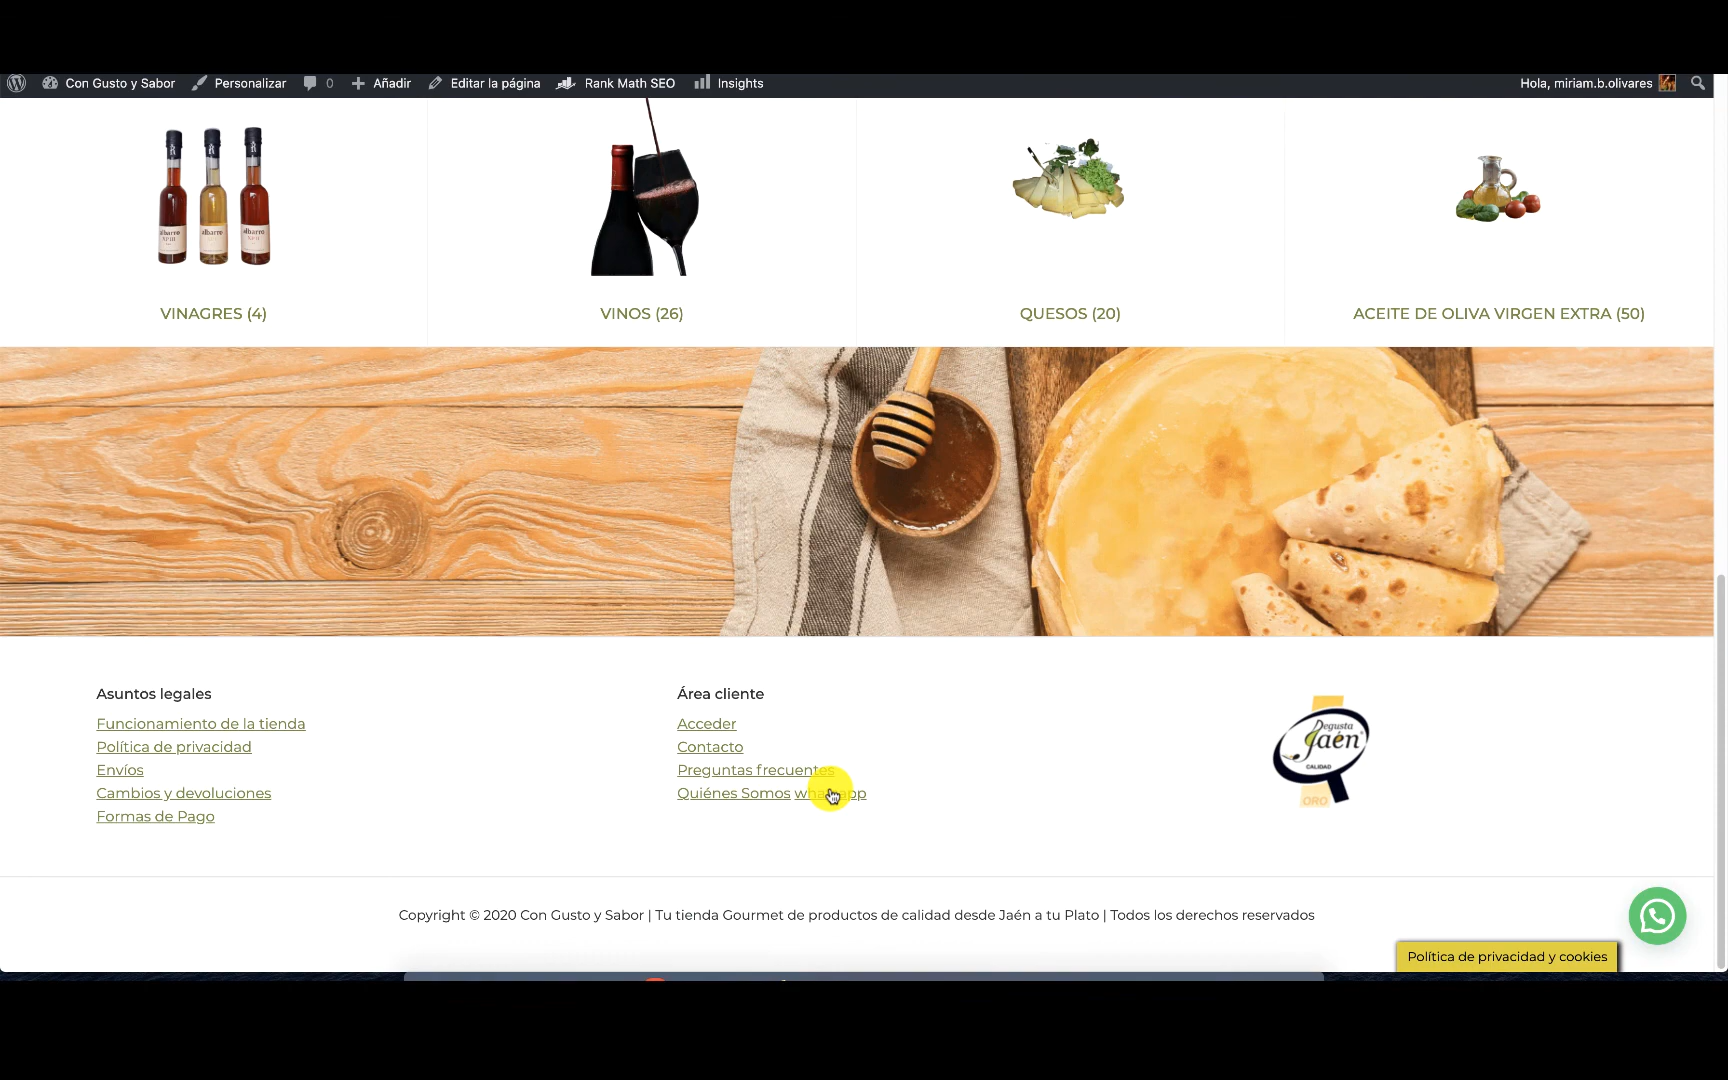 Con Gusto y Sabor Personalizar 0 Añadir Editar la página Rank Math SEO Insights Hola, miriam.b.olivares
albarro albarro albarro
VINAGRES (4) VINOS (26) QUESOS (20) ACEITE DE OLIVA VIRGEN EXTRA (50)
Asuntos legales
Funcionamiento de la tienda
Política de privacidad
Envíos
Cambios y devoluciones
Formas de Pago
Área cliente
Acceder
Contacto
Preguntas frecuentes
Quiénes Somos
Degusta
Jaén
CALIDAD
ORO
Copyright © 2020 Con Gusto y Sabor | Tu tienda Gourmet de productos de calidad desde Jaén a tu Plato | Todos los derechos reservados
Política de privacidad y cookies